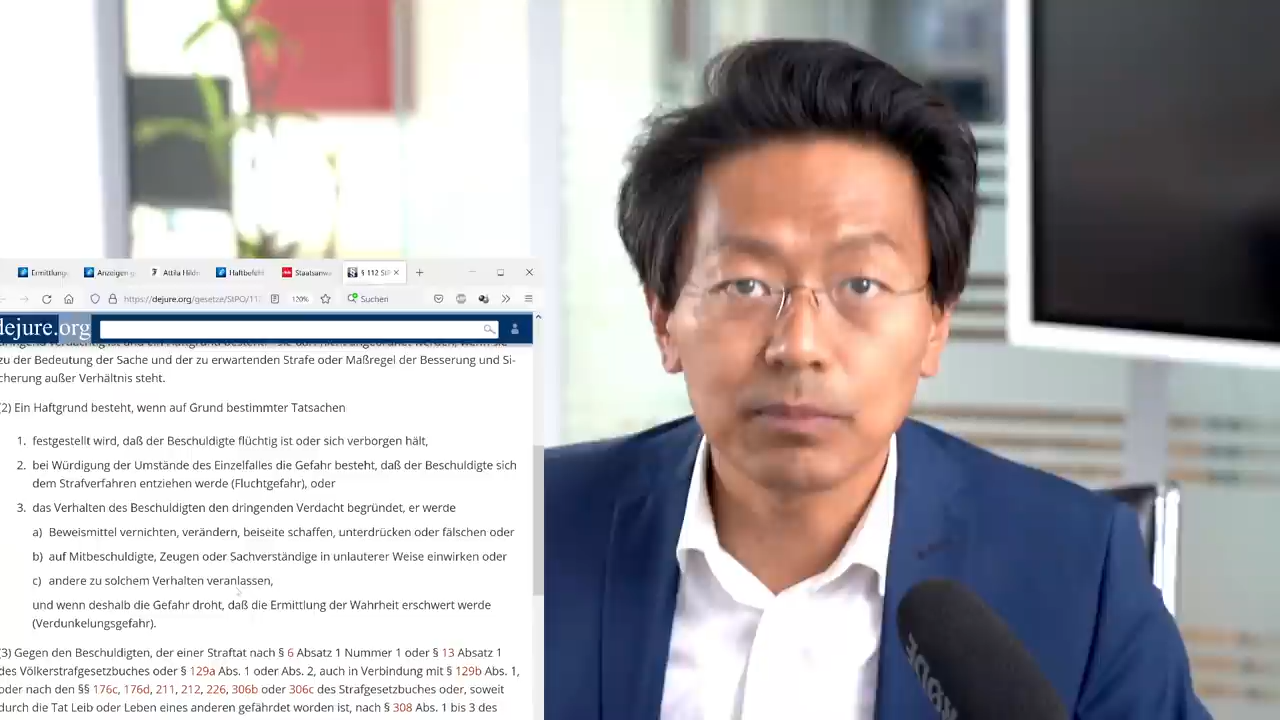 Ermittlung
Anzeigen g
Attila Hildm
Haftbefehl
Staatsanwa
§ 112 StP
https://dejure.org/gesetze/StPO/112
120%
Suchen
dejure.org
zu der Bedeutung der Sache und der zu erwartenden Strafe oder Maßregel der Besserung und Si-
cherung außer Verhältnis steht.
(2) Ein Haftgrund besteht, wenn auf Grund bestimmter Tatsachen
1. festgestellt wird, daß der Beschuldigte flüchtig ist oder sich verborgen hält,
2. bei Würdigung der Umstände des Einzelfalles die Gefahr besteht, daß der Beschuldigte sich
dem Strafverfahren entziehen werde (Fluchtgefahr), oder
3. das Verhalten des Beschuldigten den dringenden Verdacht begründet, er werde
a) Beweismittel vernichten, verändern, beiseite schaffen, unterdrücken oder fälschen oder
b) auf Mitbeschuldigte, Zeugen oder Sachverständige in unlauterer Weise einwirken oder
c) andere zu solchem Verhalten veranlassen,
und wenn deshalb die Gefahr droht, daß die Ermittlung der Wahrheit erschwert werde
(Verdunkelungsgefahr).
(3) Gegen den Beschuldigten, der einer Straftat nach § 6 Absatz 1 Nummer 1 oder § 13 Absatz 1
des Völkerstrafgesetzbuches oder § 129a Abs. 1 oder Abs. 2, auch in Verbindung mit § 129b Abs. 1,
oder nach den §§ 176c, 176d, 211, 212, 226, 306b oder 306c des Strafgesetzbuches oder, soweit
durch die Tat Leib oder Leben eines anderen gefährdet worden ist, nach § 308 Abs. 1 bis 3 des